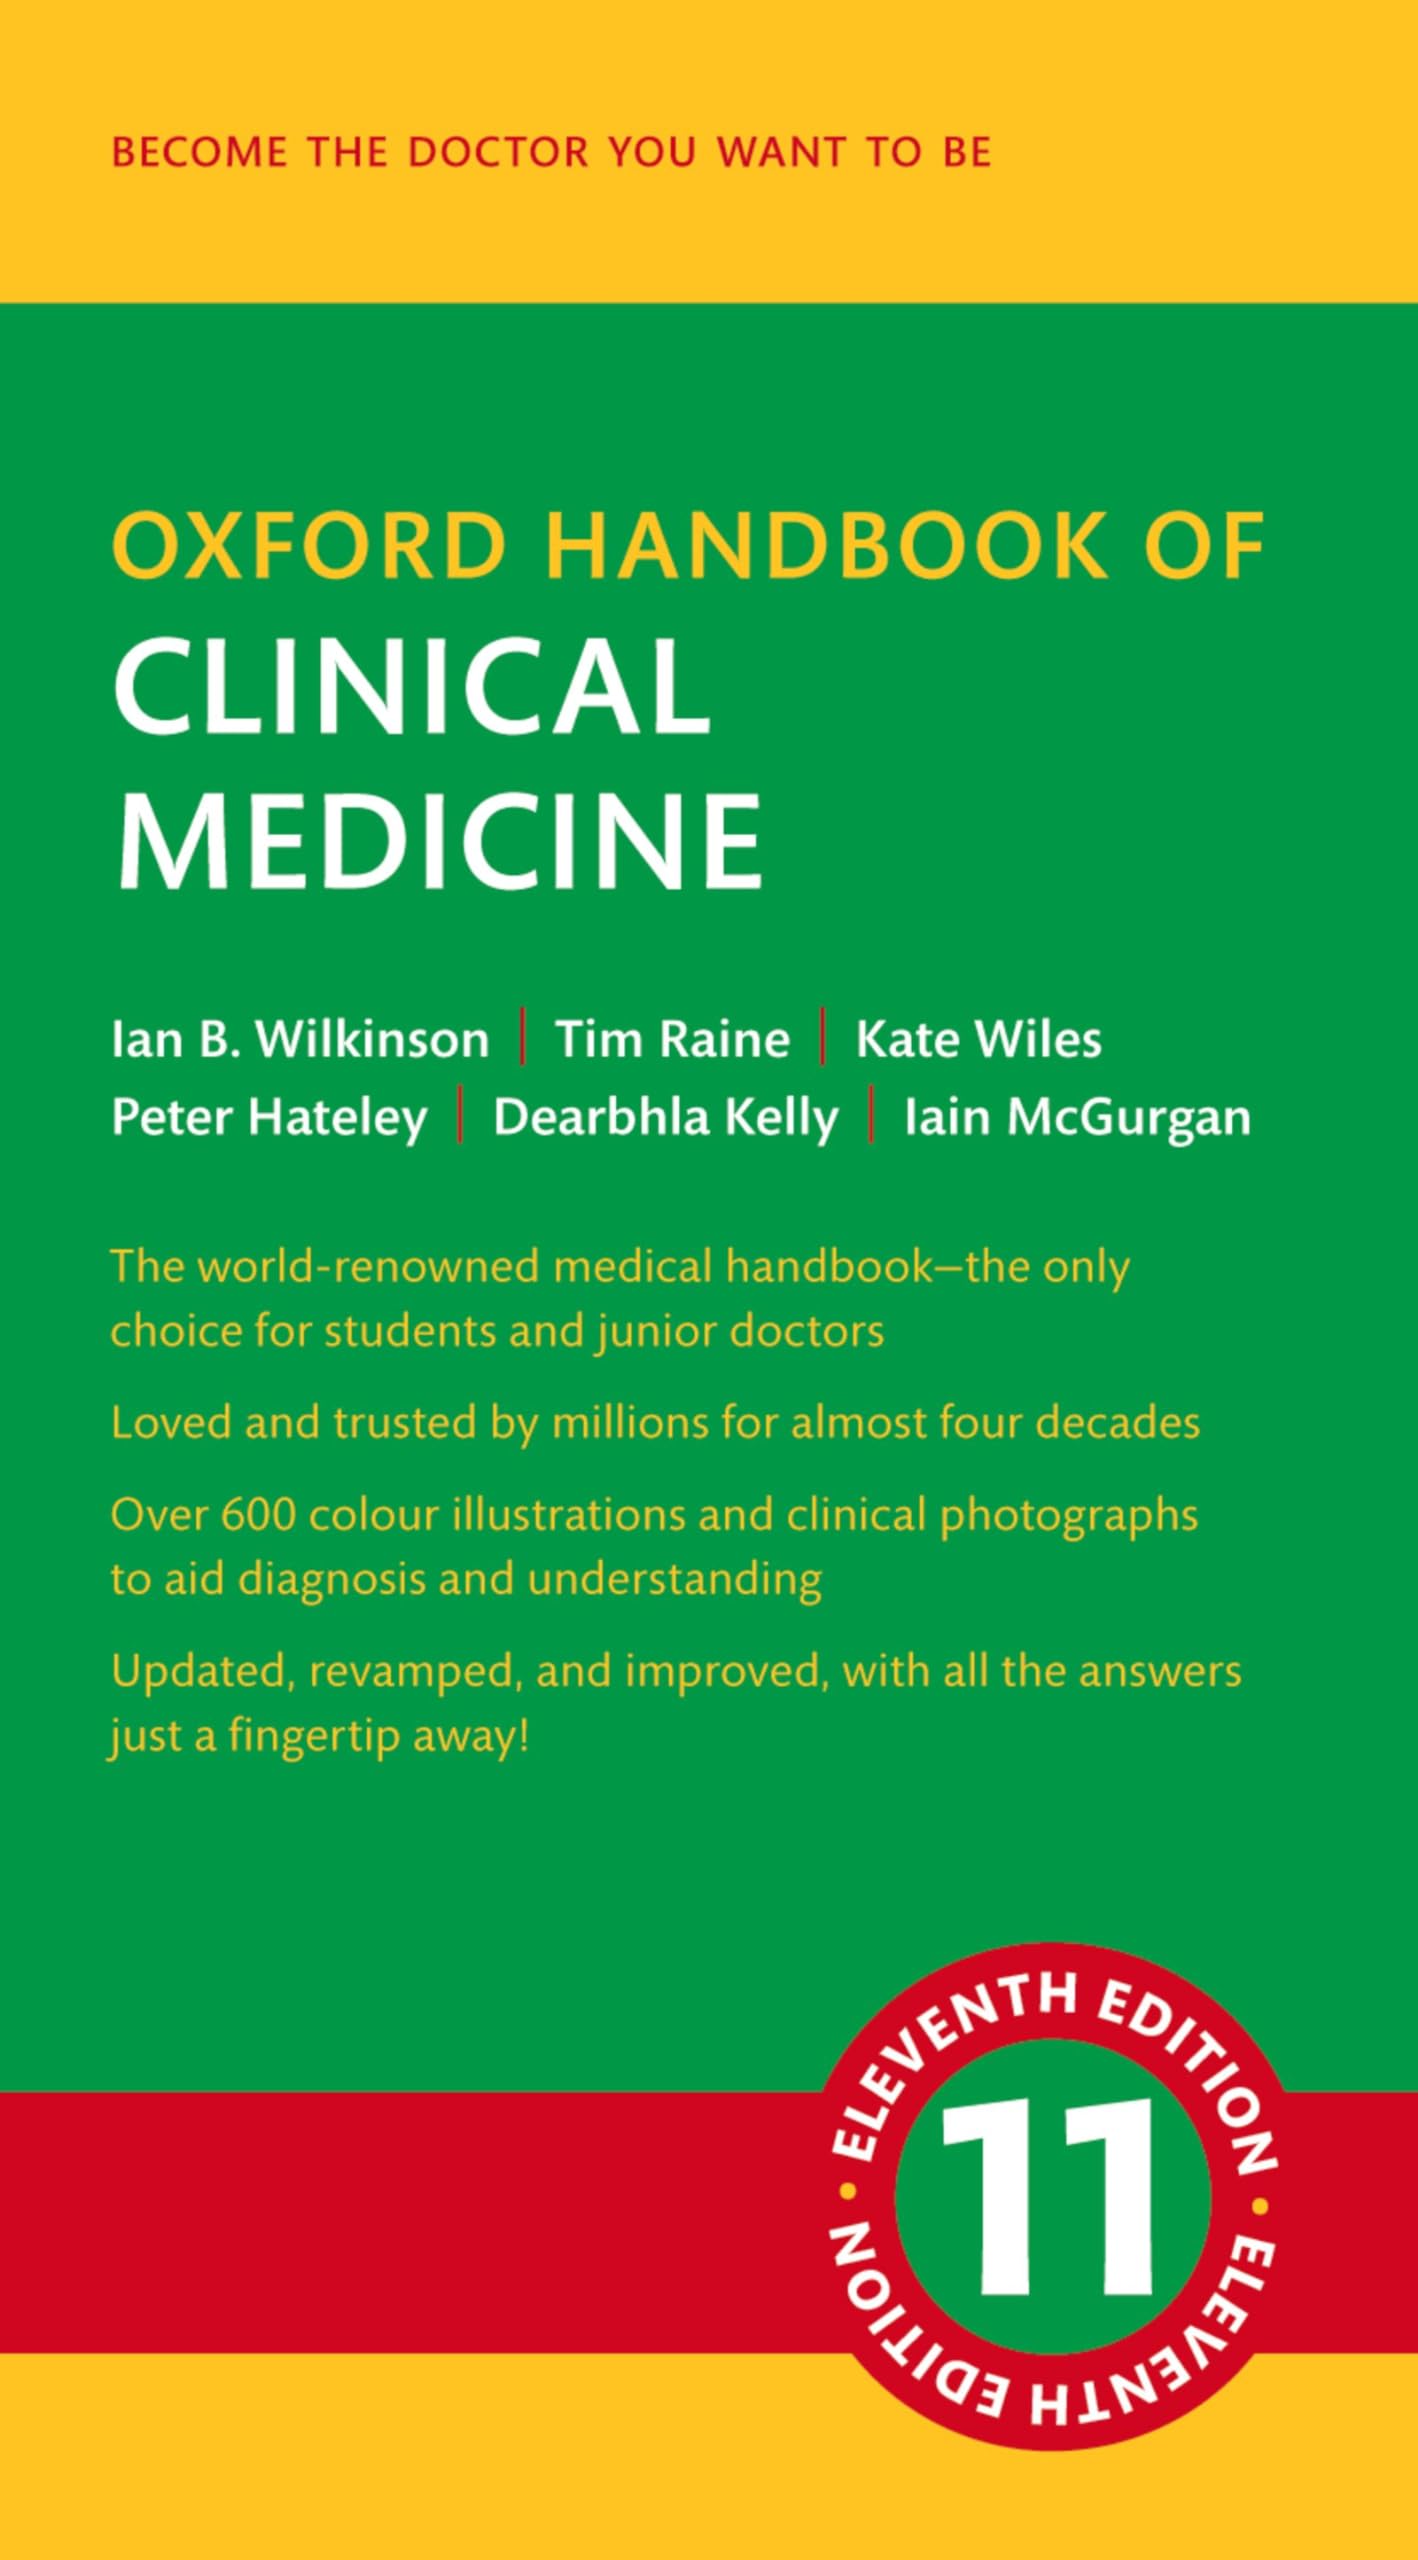 BECOME THE DOCTOR YOU WANT TO BE
OXFORD HANDBOOK OF
CLINICAL
MEDICINE
Ian B. Wilkinson | Tim Raine | Kate Wiles
Peter Hateley | Dearbhla Kelly | Iain McGurgan
The world-renowned medical handbook—the only
choice for students and junior doctors
Loved and trusted by millions for almost four decades
Over 600 colour illustrations and clinical photographs
to aid diagnosis and understanding
Updated, revamped, and improved, with all the answers
just a fingertip away!
ELEVENTH EDITION • ELEVENTH EDITION •
11